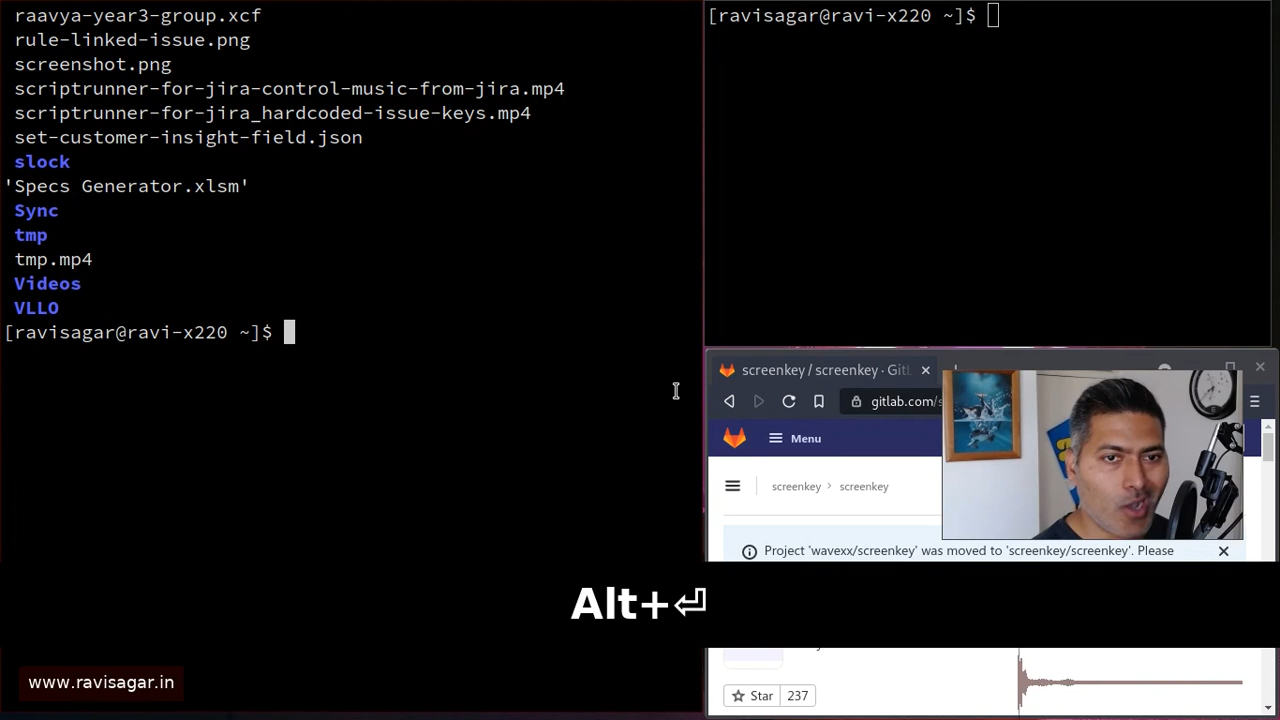 raavya-year3-group.xcf
rule-linked-issue.png
screenshot.png
scriptrunner-for-jira-control-music-from-jira.mp4
scriptrunner-for-jira_hardcoded-issue-keys.mp4
set-customer-insight-field.json
slock
'Specs Generator.xlsm'
Sync
tmp
tmp.mp4
Videos
VLLO
[ravisagar@ravi-x220 ~]$
[ravisagar@ravi-x220 ~]$
screenkey / screenkey · GitL
gitlab.com/s
Menu
screenkey > screenkey
Project 'wavexx/screenkey' was moved to 'screenkey/screenkey'. Please
Alt+⏎
Star 237
www.ravisagar.in